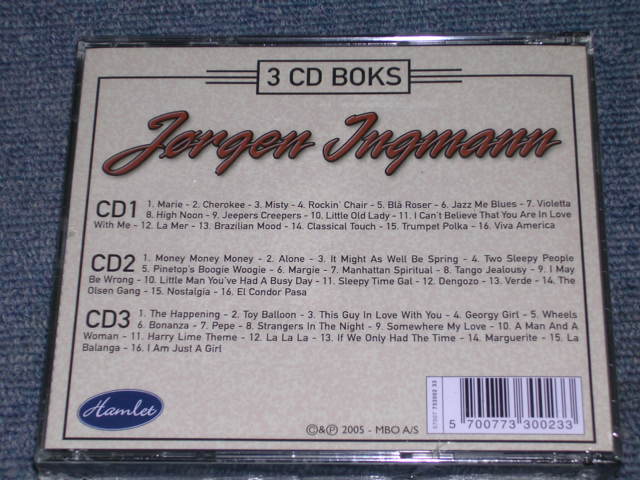 3 CD BOKS
Jørgen Ingmann
CD1 1. Marie - 2. Cherokee - 3. Misty - 4. Rockin' Chair - 5. Blå Roser - 6. Jazz Me Blues - 7. Violetta
8. High Noon - 9. Jeepers Creepers - 10. Little Old Lady - 11. I Can't Believe That You Are In Love
With Me - 12. La Mer - 13. Brazilian Mood - 14. Classical Touch - 15. Trumpet Polka - 16. Viva America
CD2 1. Money Money Money - 2. Alone - 3. It Might As Well Be Spring - 4. Two Sleepy People
5. Pinetop's Boogie Woogie - 6. Margie - 7. Manhattan Spiritual - 8. Tango Jealousy - 9. I May
Be Wrong - 10. Little Man You've Had A Busy Day - 11. Sleepy Time Gal - 12. Dengozo - 13. Verde - 14. The
Olsen Gang - 15. Nostalgia - 16. El Condor Pasa
CD3 1. The Happening - 2. Toy Balloon - 3. This Guy In Love With You - 4. Georgy Girl - 5. Wheels
6. Bonanza - 7. Pepe - 8. Strangers In The Night - 9. Somewhere My Love - 10. A Man And A
Woman - 11. Harry Lime Theme - 12. La La La - 13. If We Only Had The Time - 14. Marguerite - 15. La
Balanga - 16. I Am Just A Girl
Hamlet
©&℗ 2005 - MBO A/S
5 700773 300233